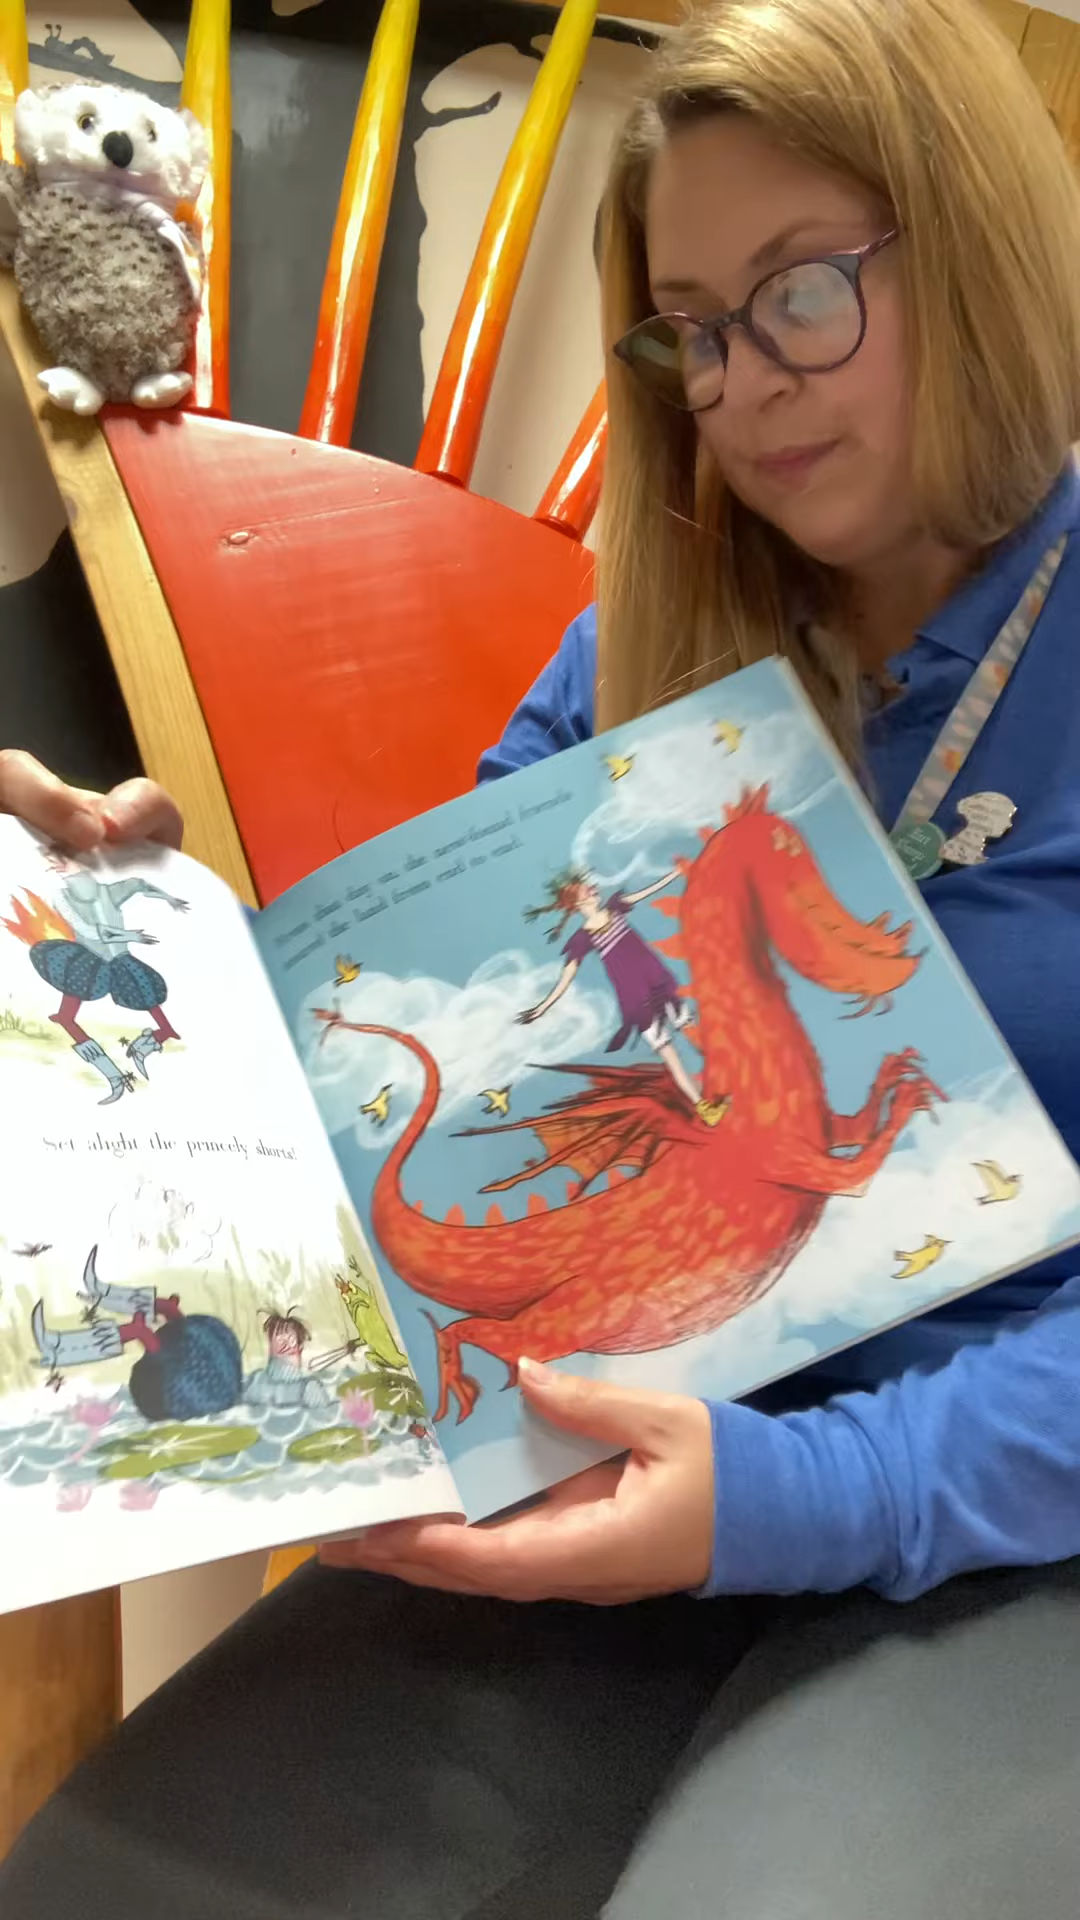 Set alight the princely shorts!
From that day on the new-found friends
roamed the land from end to end.